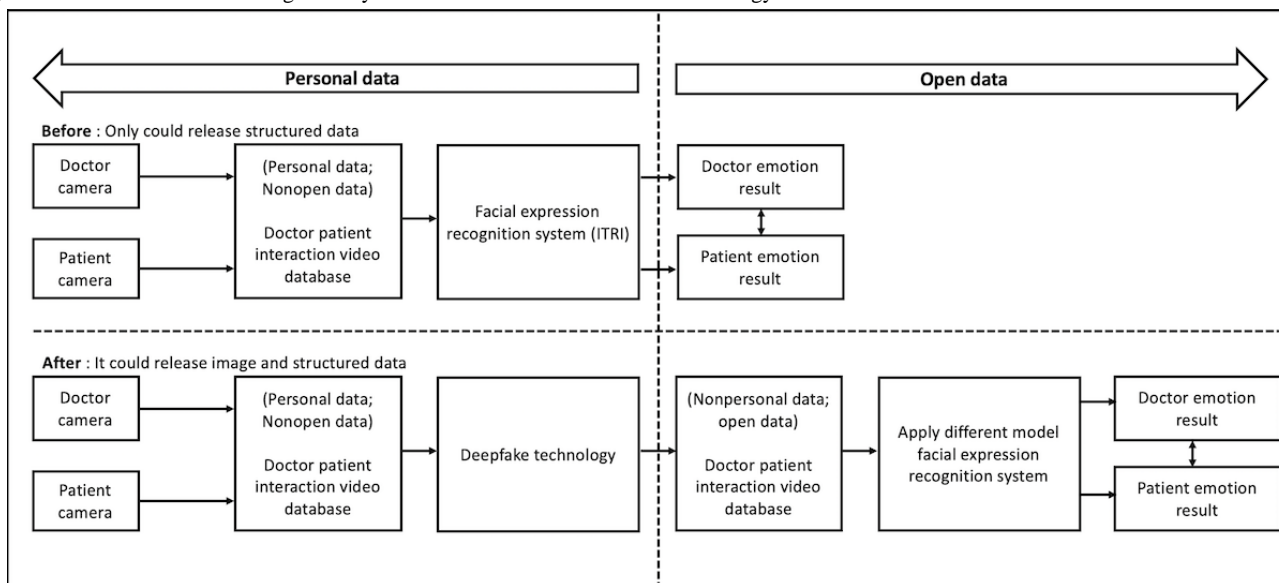 Personal data
Open data
Before : Only could release structured data
Doctor
camera
Patient
camera
(Personal data;
Nonopen data)
Doctor patient
interaction video
database
Facial expression
recognition system (ITRI)
Doctor emotion
result
Patient emotion
result
After : It could release image and structured data
Doctor
camera
Patient
camera
(Personal data;
Nonopen data)
Doctor patient
interaction video
database
Deepfake technology
(Nonpersonal data;
open data)
Doctor patient
interaction video
database
Apply different model
facial expression
recognition system
Doctor emotion
result
Patient emotion
result